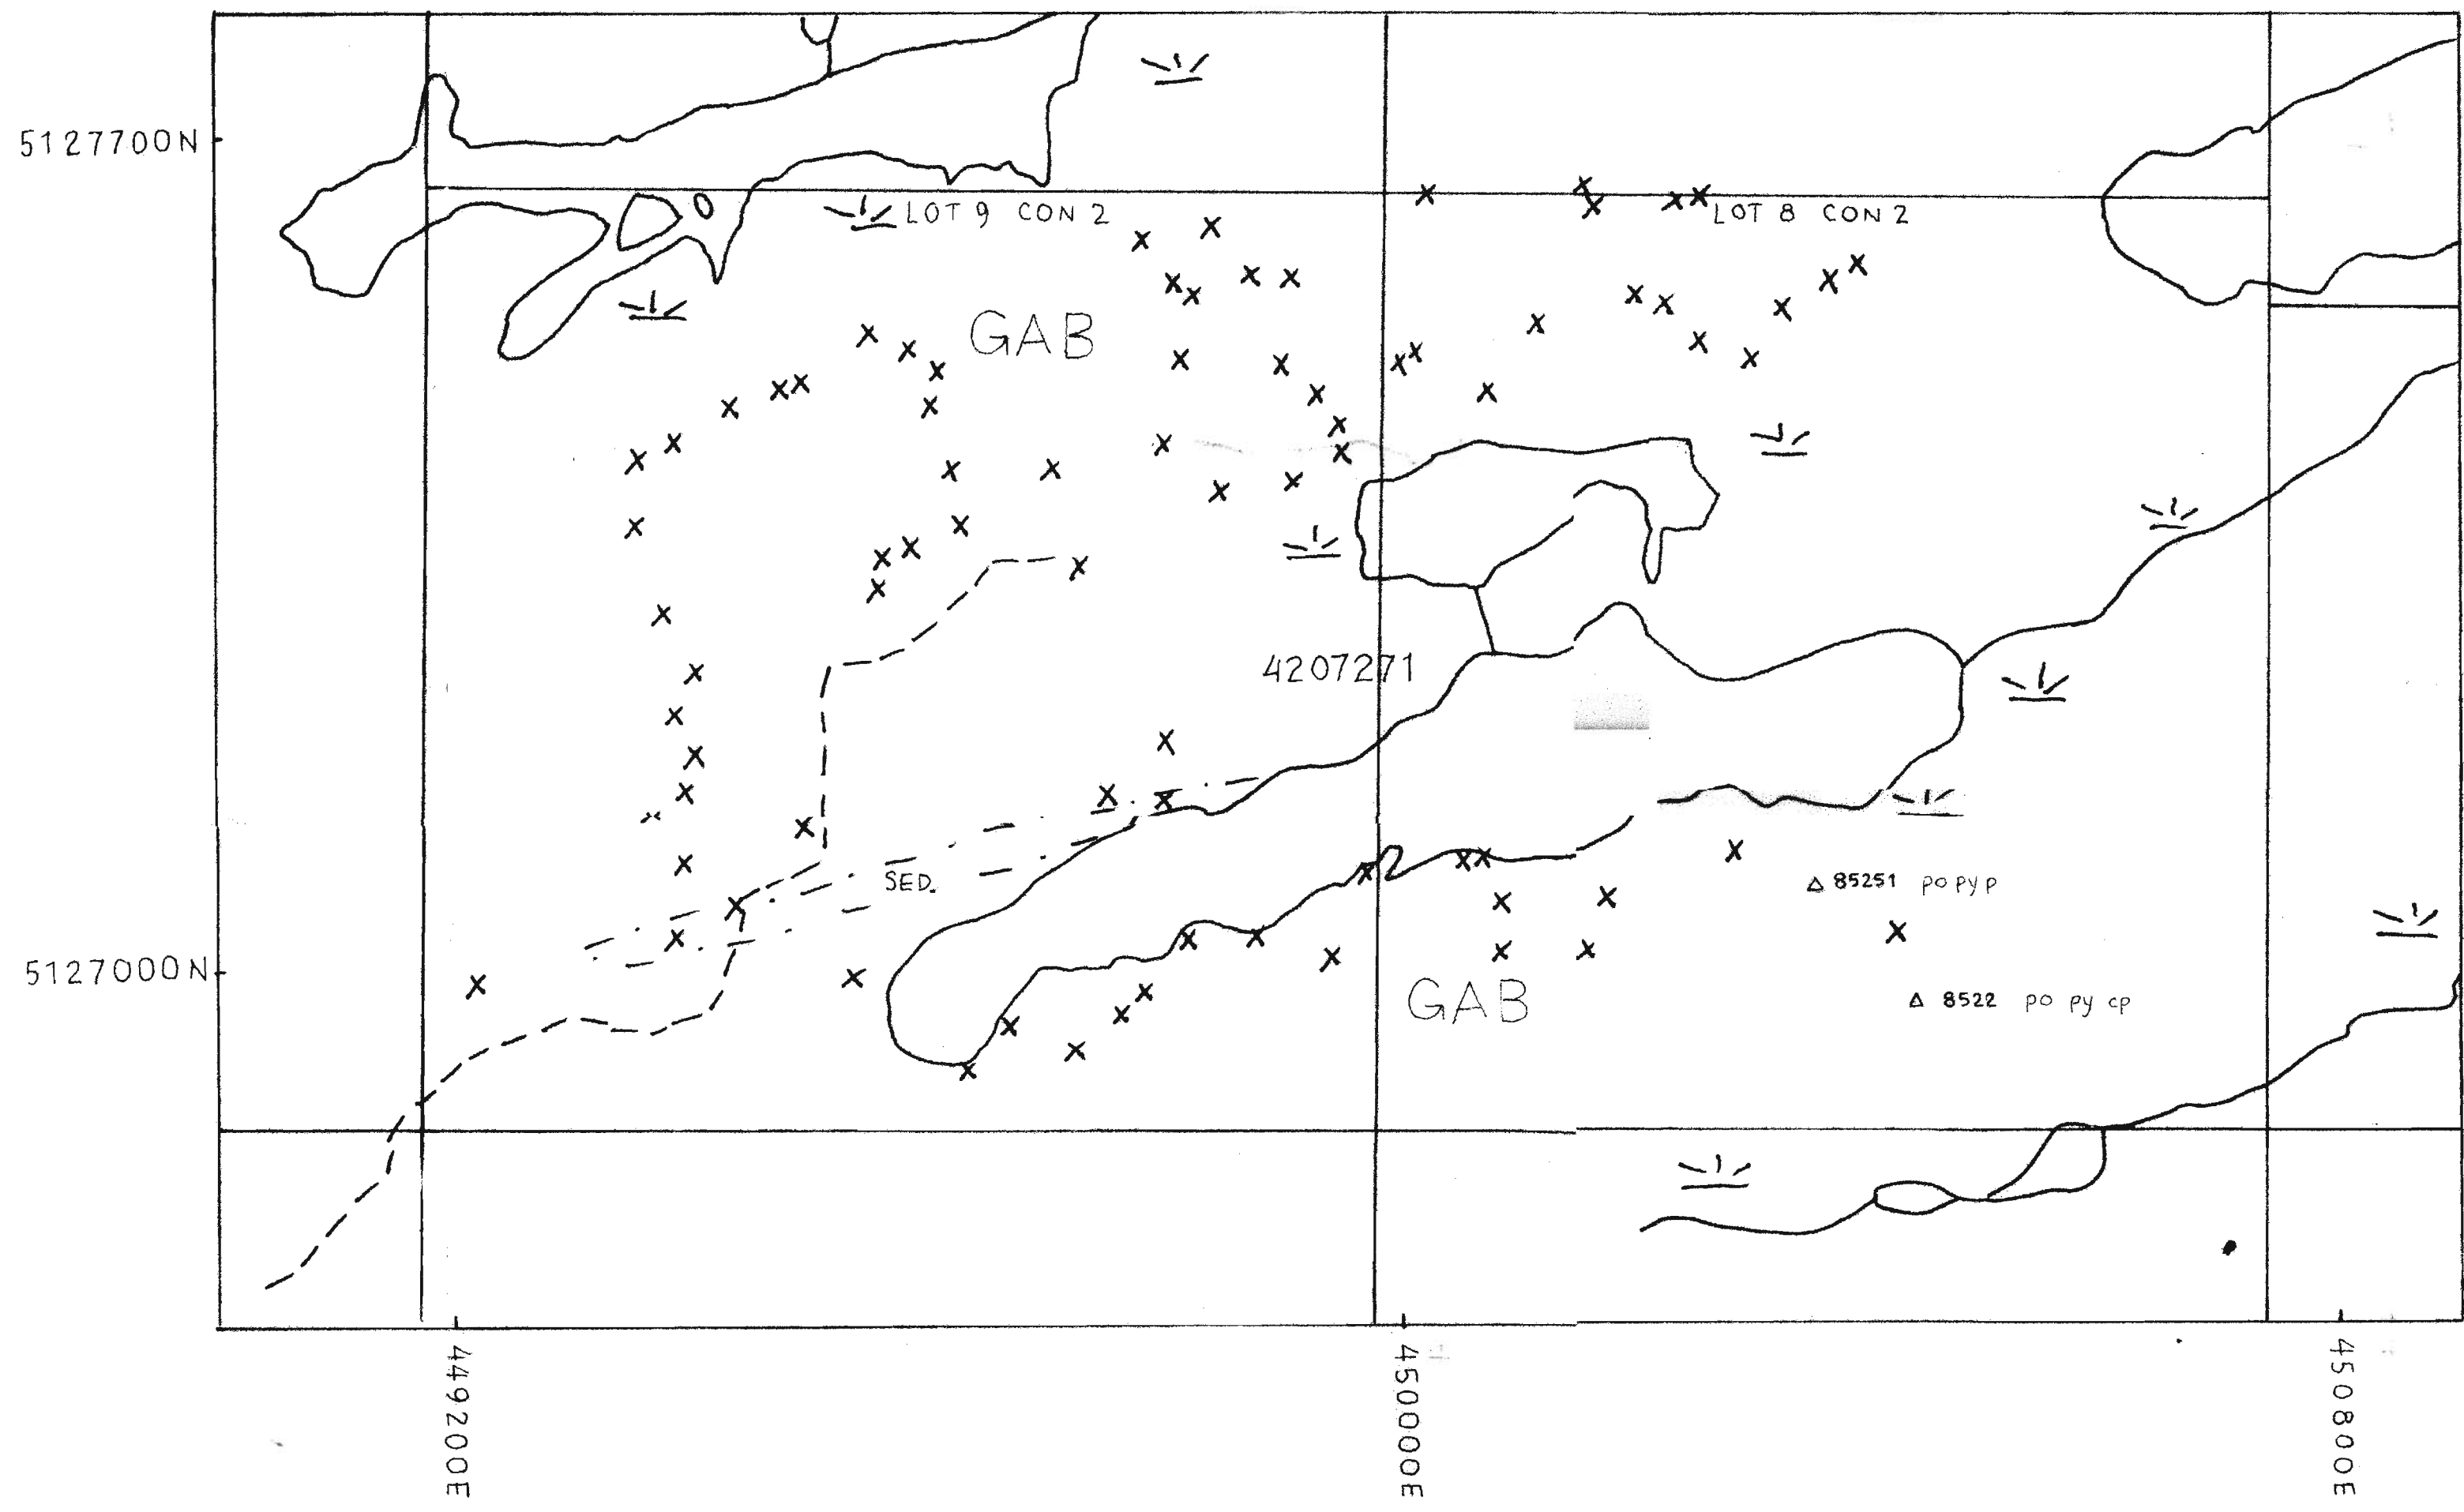 5127700N
LOT 9 CON 2
LOT 8 CON 2
GAB
4207271
SED.
85251 po py p
5127000N
GAB
8522 po py cp
449200E
450000E
450800E